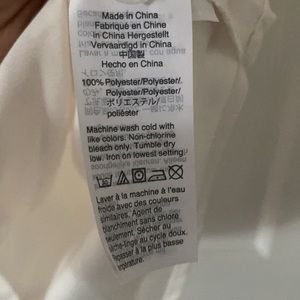 Made in China
Fabriqué en Chine
In China Hergestellt
Vervaardigd in China
中国製
Hecho en China
100% Polyester/Polyester/
Polyester/Polyester/
ポリエステル/
poliéster
Machine wash cold with
like colors. Non-chlorine
bleach only. Tumble dry
low. Iron on lowest setting
Laver à la machine à l'eau
froide avec des couleurs
similaires. Agent de
blanchiment sans chlore
seulement. Sécher au
sèche-linge au cycle doux.
Repasser à la plus basse
température.